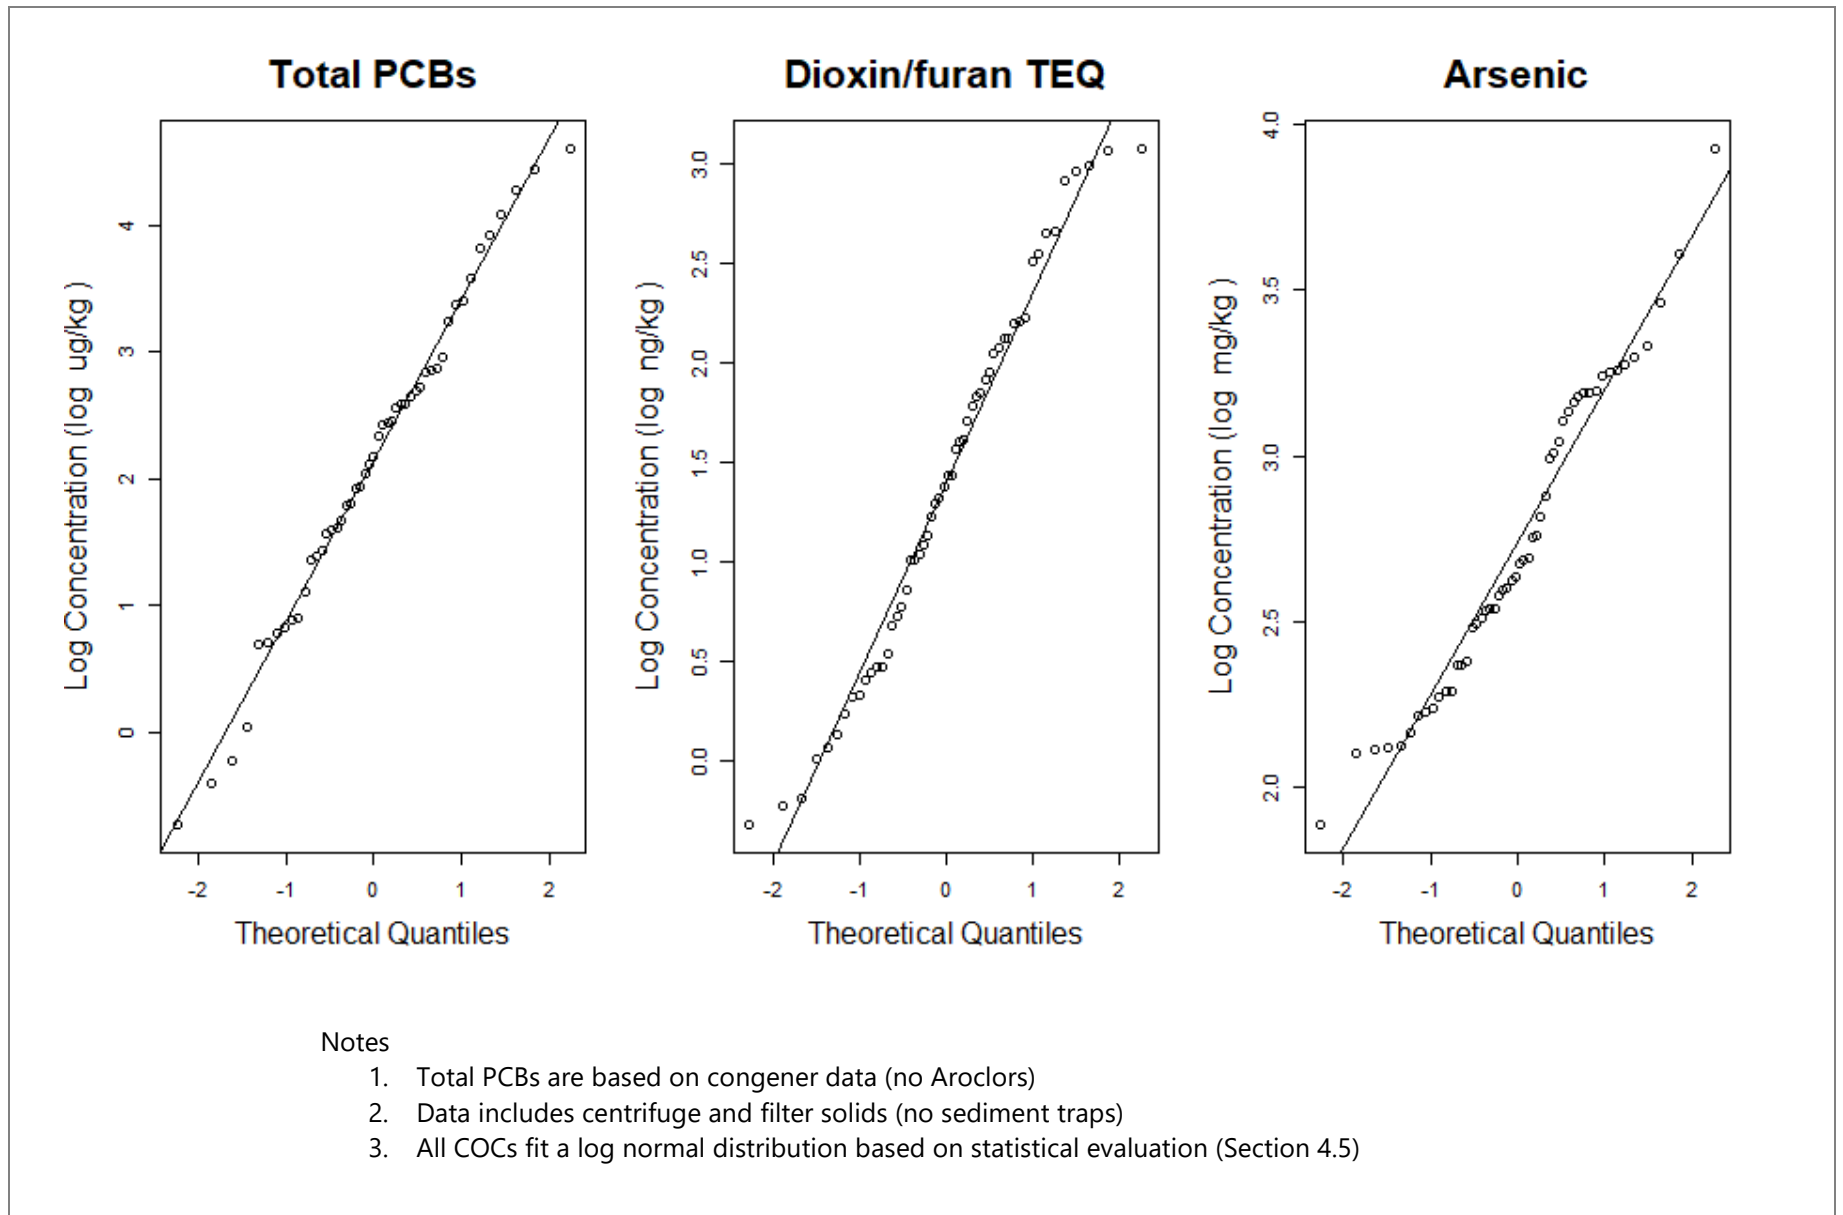 Total PCBs
Log Concentration (log ug/kg )
4
3
2
1
0
-2 -1 0 1 2
Theoretical Quantiles
Dioxin/furan TEQ
Log Concentration (log ng/kg )
3.0
2.5
2.0
1.5
1.0
0.5
0.0
-2 -1 0 1 2
Theoretical Quantiles
Arsenic
Log Concentration (log mg/kg )
4.0
3.5
3.0
2.5
2.0
-2 -1 0 1 2
Theoretical Quantiles
Notes
1. Total PCBs are based on congener data (no Aroclors)
2. Data includes centrifuge and filter solids (no sediment traps)
3. All COCs fit a log normal distribution based on statistical evaluation (Section 4.5)